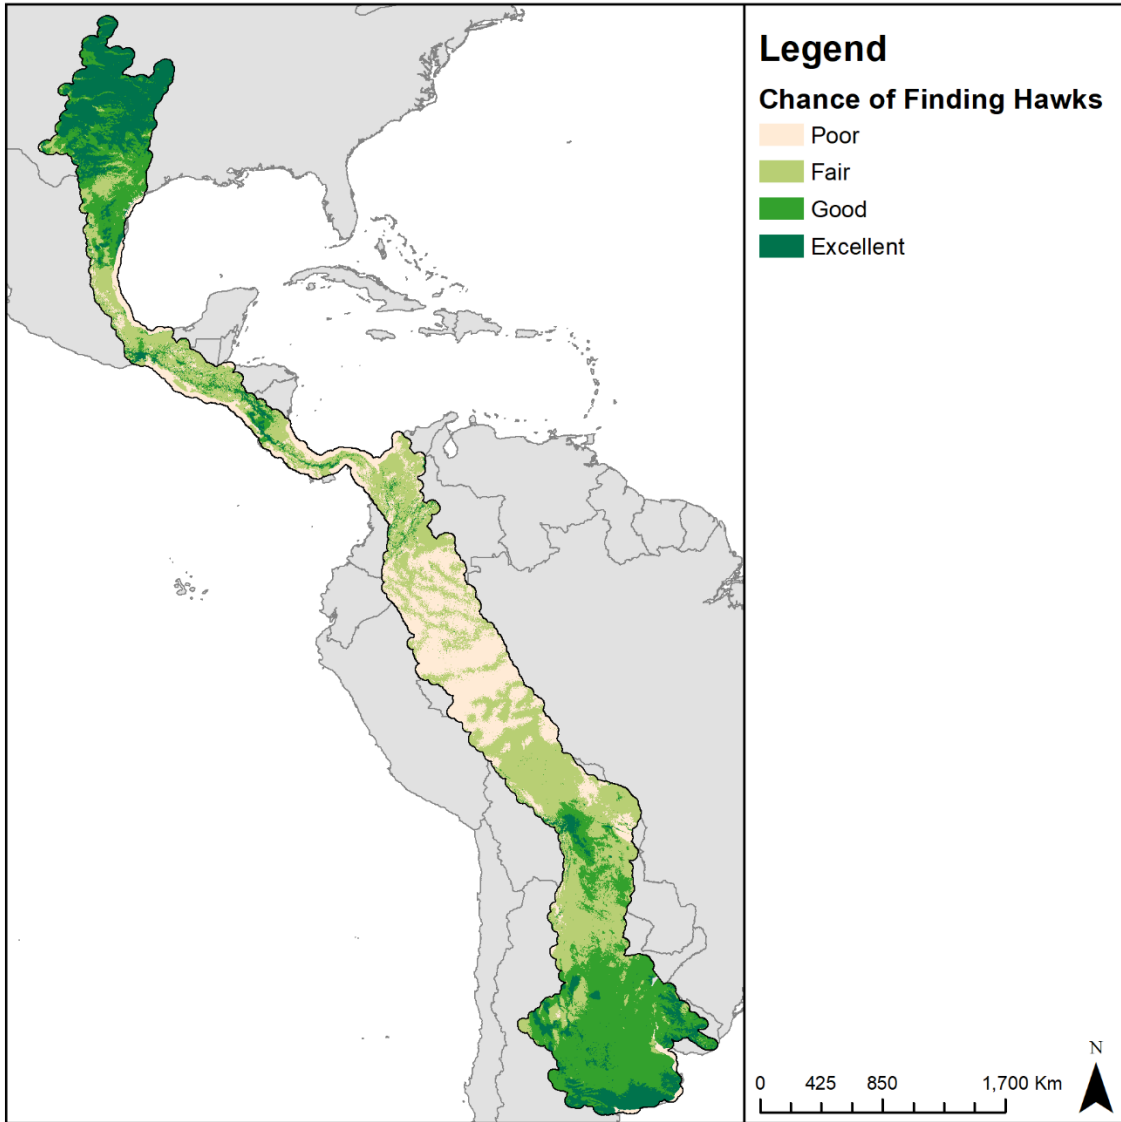 Legend
Chance of Finding Hawks
Poor
Fair
Good
Excellent
N
0 425 850 1,700 Km